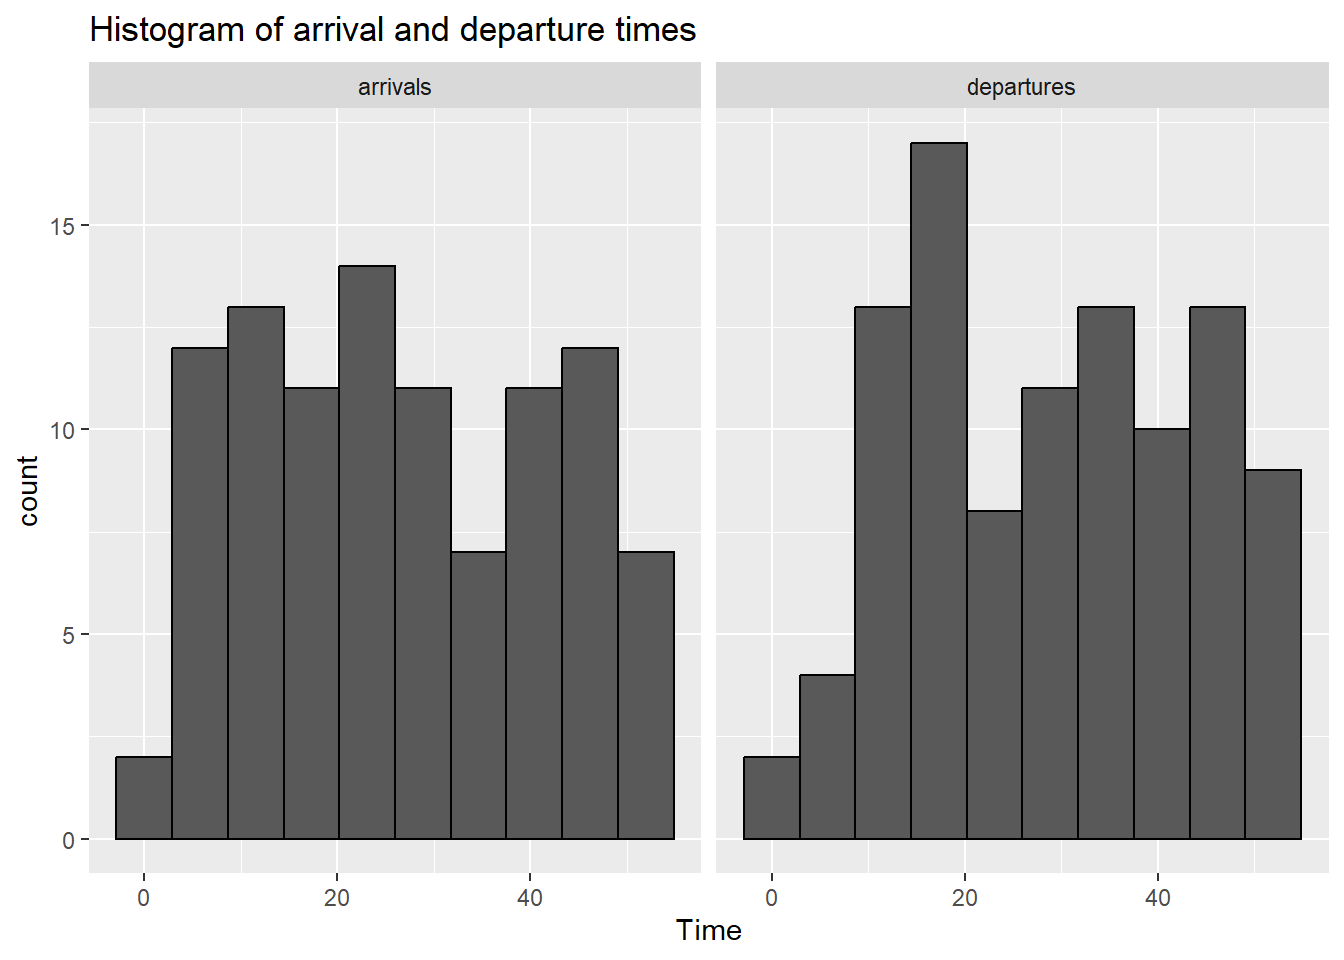 Histogram of arrival and departure times
arrivals
departures
15
10
5
0
count
0 20 40
0 20 40
Time